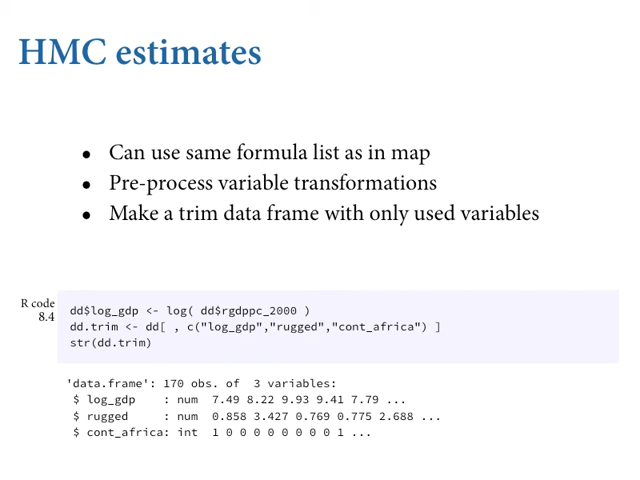 HMC estimates
• Can use same formula list as in map
• Pre-process variable transformations
• Make a trim data frame with only used variables
R code
8.4
dd$log_gdp <- log( dd$rgdppc_2000 )
dd.trim <- dd[ , c("log_gdp","rugged","cont_africa") ]
str(dd.trim)
'data.frame': 170 obs. of  3 variables:
 $ log_gdp    : num  7.49 8.22 9.93 9.41 7.79 ...
 $ rugged     : num  0.858 3.427 0.769 0.775 2.688 ...
 $ cont_africa: int  1 0 0 0 0 0 0 0 0 1 ...